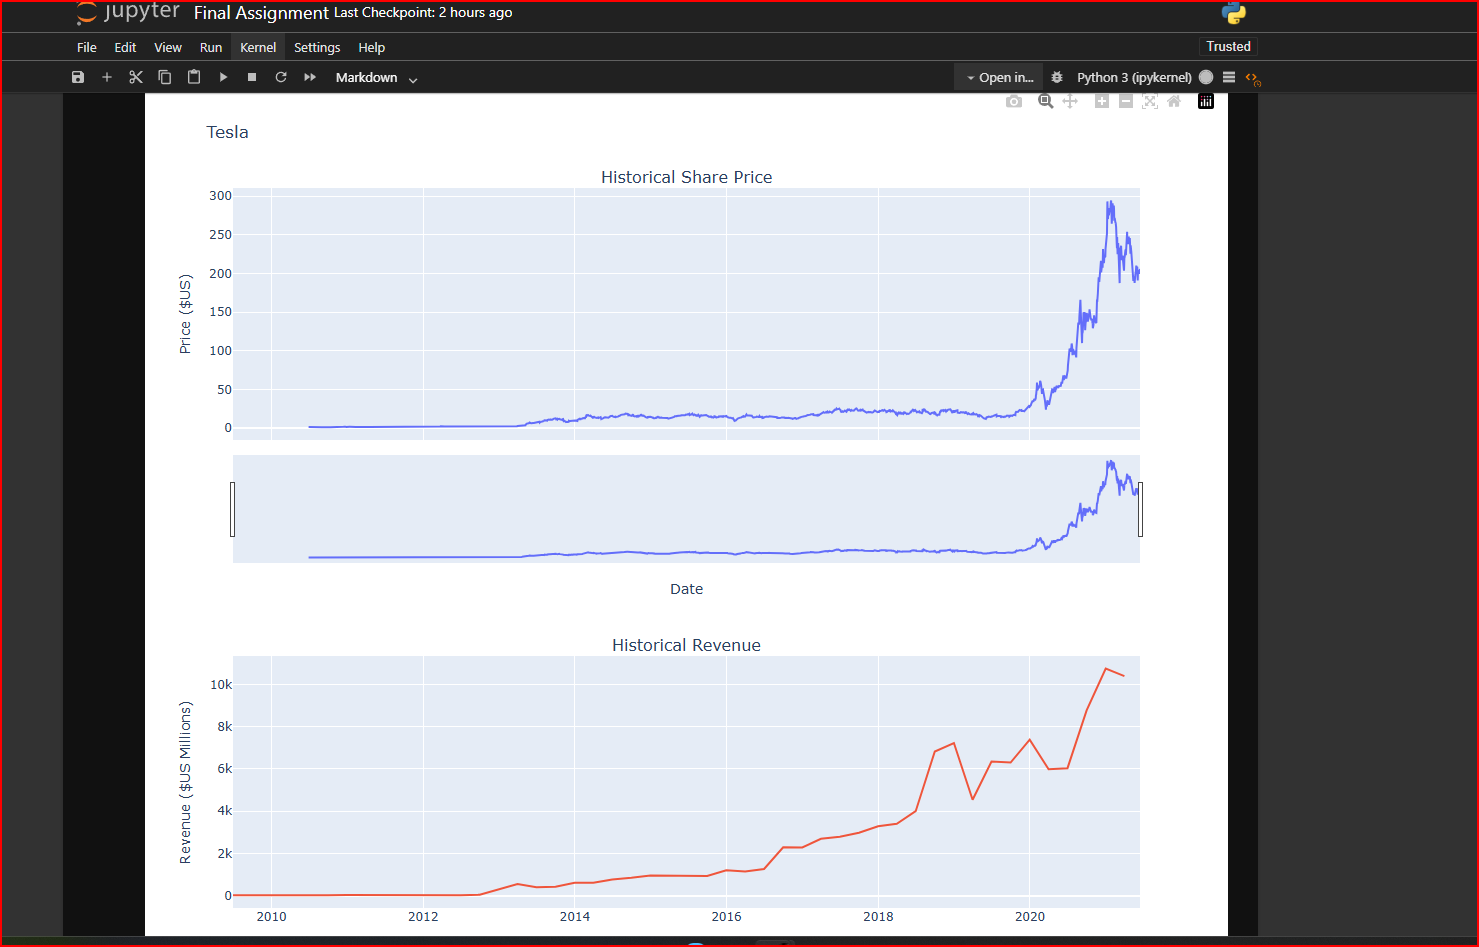 jupyter Final Assignment Last Checkpoint: 2 hours ago
File Edit View Run Kernel Settings Help Trusted
Markdown Open in... Python 3 (ipykernel)
Tesla
Historical Share Price
300
250
200
150
100
50
0
Price ($US)
Date
Historical Revenue
10k
8k
6k
4k
2k
0
Revenue ($US Millions)
2010 2012 2014 2016 2018 2020